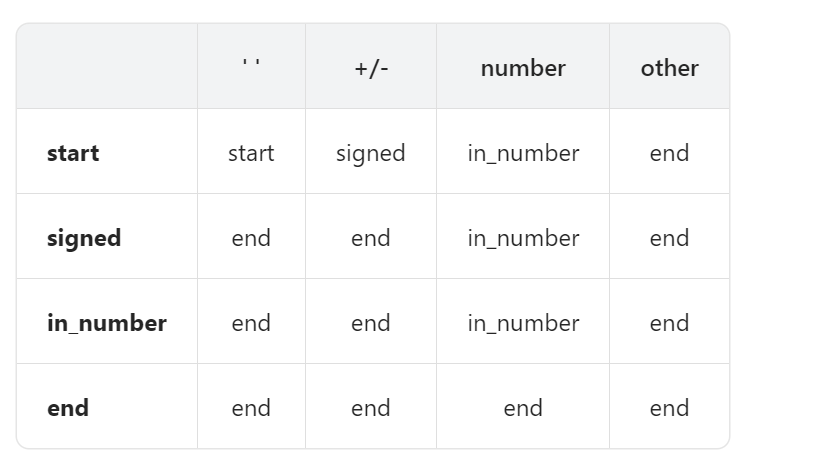 ' ' +/- number other
start start signed in_number end
signed end end in_number end
in_number end end in_number end
end end end end end